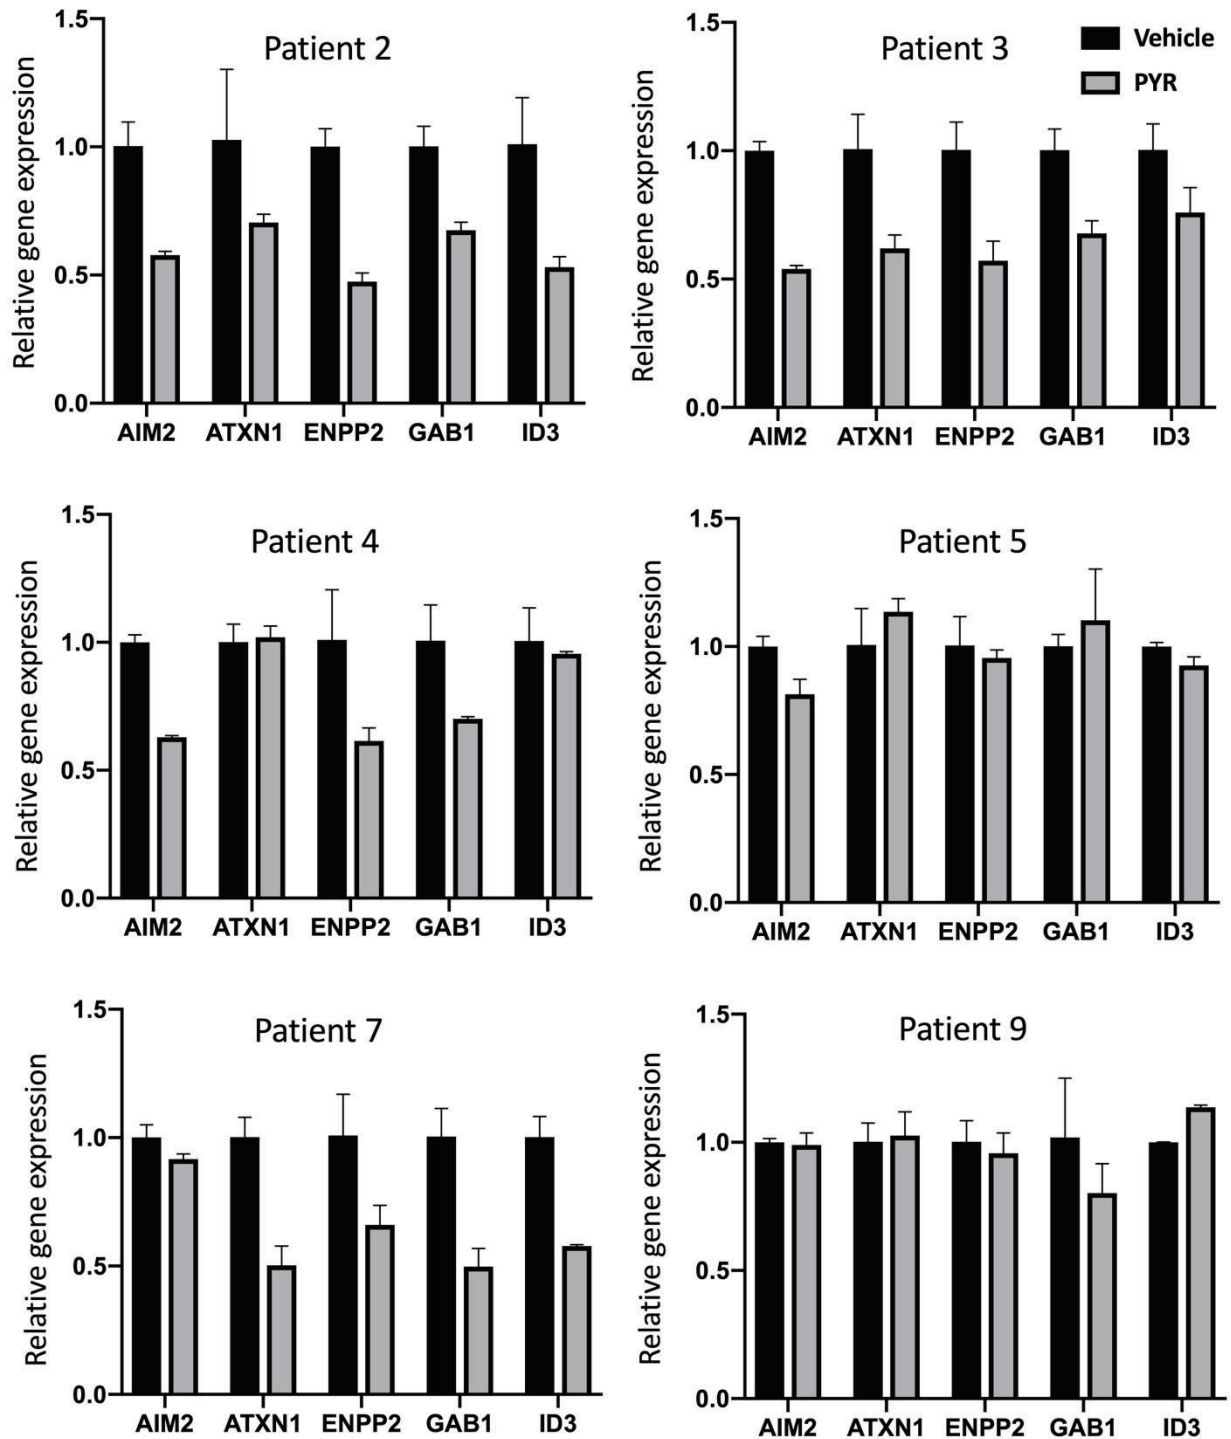 Patient 2
Relative gene expression
1.5
1.0
0.5
0.0
AIM2 ATXN1 ENPP2 GAB1 ID3
Patient 3
Vehicle
PYR
Relative gene expression
1.5
1.0
0.5
0.0
AIM2 ATXN1 ENPP2 GAB1 ID3
Patient 4
Relative gene expression
1.5
1.0
0.5
0.0
AIM2 ATXN1 ENPP2 GAB1 ID3
Patient 5
Relative gene expression
1.5
1.0
0.5
0.0
AIM2 ATXN1 ENPP2 GAB1 ID3
Patient 7
Relative gene expression
1.5
1.0
0.5
0.0
AIM2 ATXN1 ENPP2 GAB1 ID3
Patient 9
Relative gene expression
1.5
1.0
0.5
0.0
AIM2 ATXN1 ENPP2 GAB1 ID3